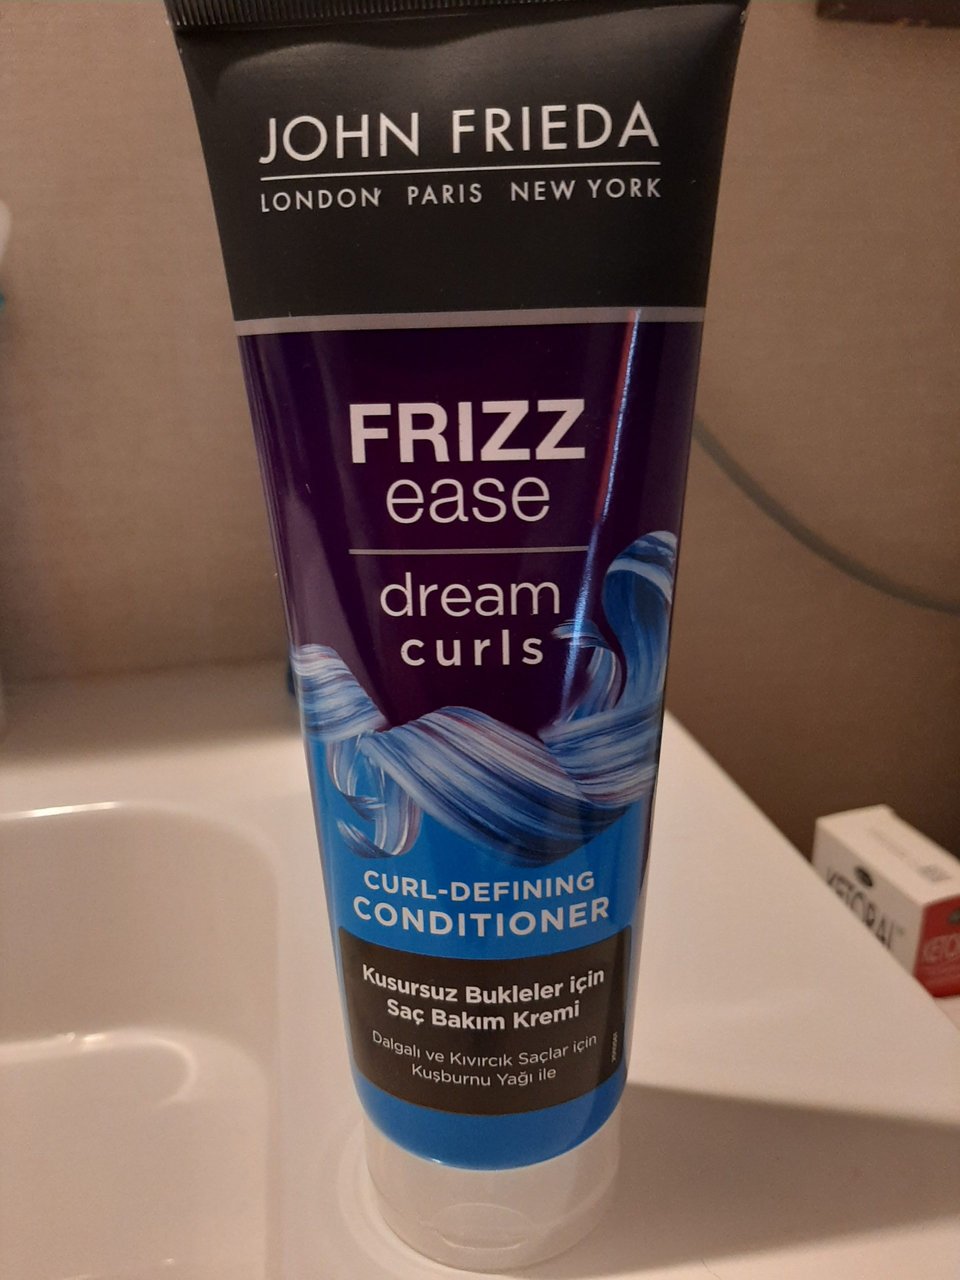 JOHN FRIEDA
LONDON PARIS NEW YORK
FRIZZ
ease
dream
curls
CURL-DEFINING
CONDITIONER
Kusursuz Bukleler için
Saç Bakım Kremi
Dalgalı ve Kıvırcık Saçlar için
Kuşburnu Yağı ile
KETORAL